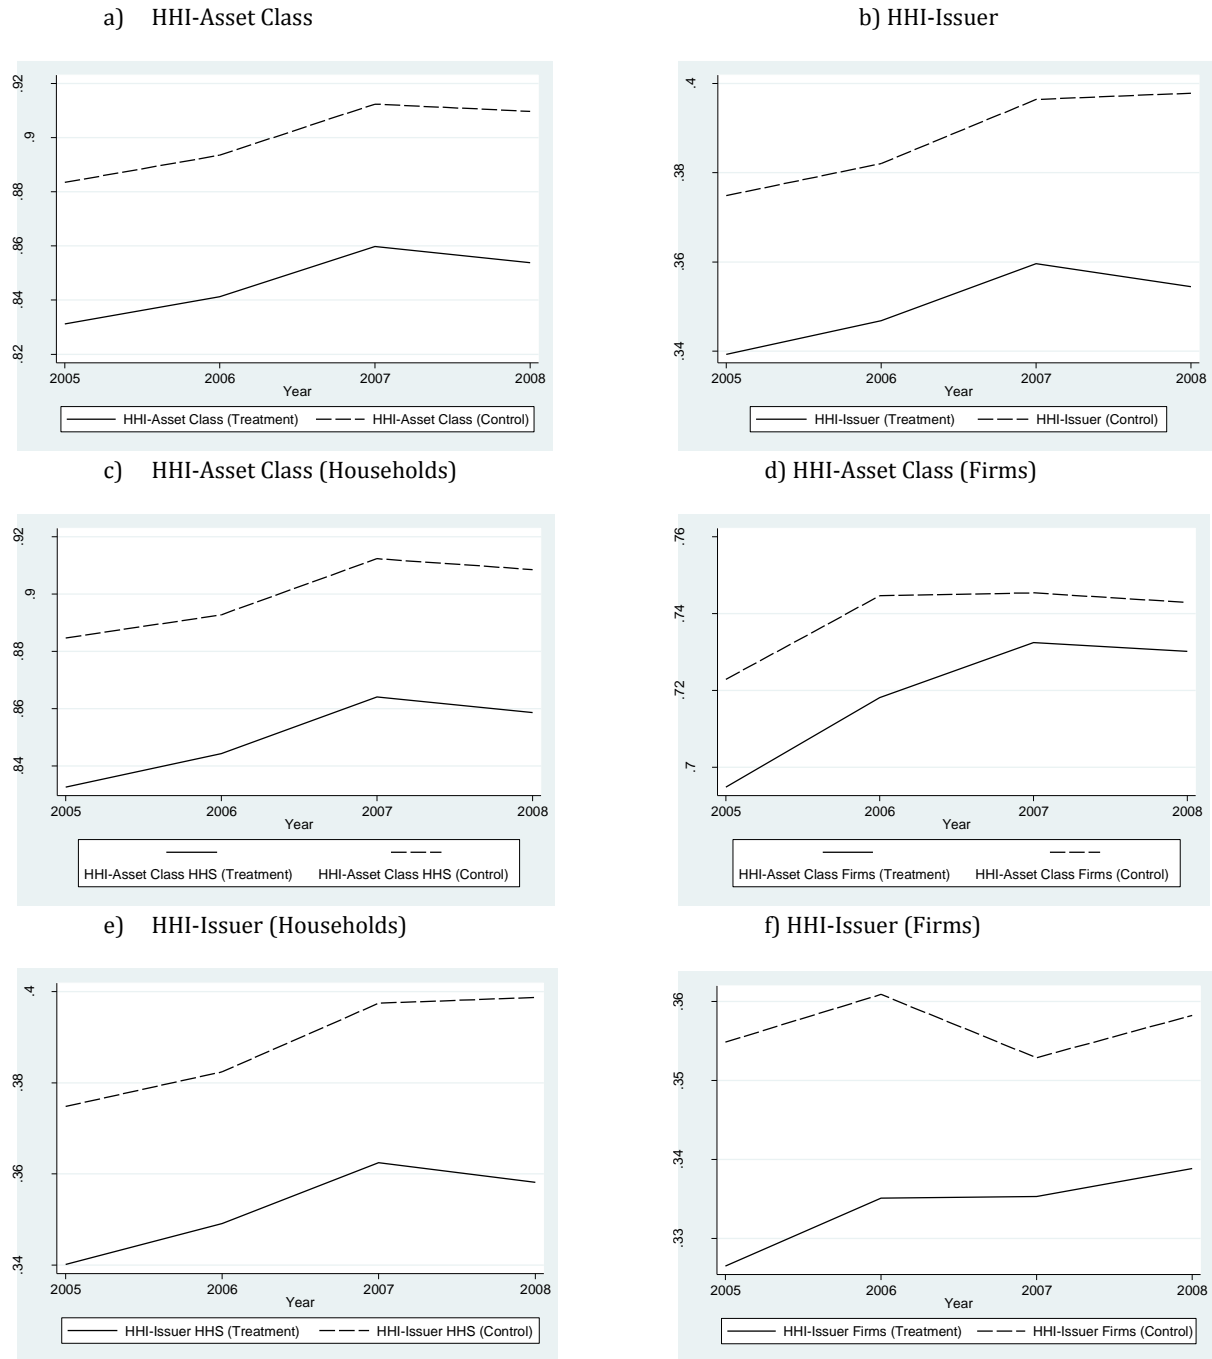 a) HHI-Asset Class
.92
.9
.88
.86
.84
.82
2005 2006 2007 2008
Year
HHI-Asset Class (Treatment) HHI-Asset Class (Control)
b) HHI-Issuer
.4
.38
.36
.34
2005 2006 2007 2008
Year
HHI-Issuer (Treatment) HHI-Issuer (Control)
c) HHI-Asset Class (Households)
.92
.9
.88
.86
.84
2005 2006 2007 2008
Year
HHI-Asset Class HHS (Treatment) HHI-Asset Class HHS (Control)
d) HHI-Asset Class (Firms)
.76
.74
.72
.7
2005 2006 2007 2008
Year
HHI-Asset Class Firms (Treatment) HHI-Asset Class Firms (Control)
e) HHI-Issuer (Households)
.4
.38
.36
.34
2005 2006 2007 2008
Year
HHI-Issuer HHS (Treatment) HHI-Issuer HHS (Control)
f) HHI-Issuer (Firms)
.36
.35
.34
.33
2005 2006 2007 2008
Year
HHI-Issuer Firms (Treatment) HHI-Issuer Firms (Control)